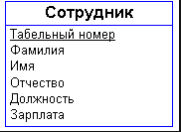 Сотрудник
Табельный номер
Фамилия
Имя
Отчество
Должность
Зарплата